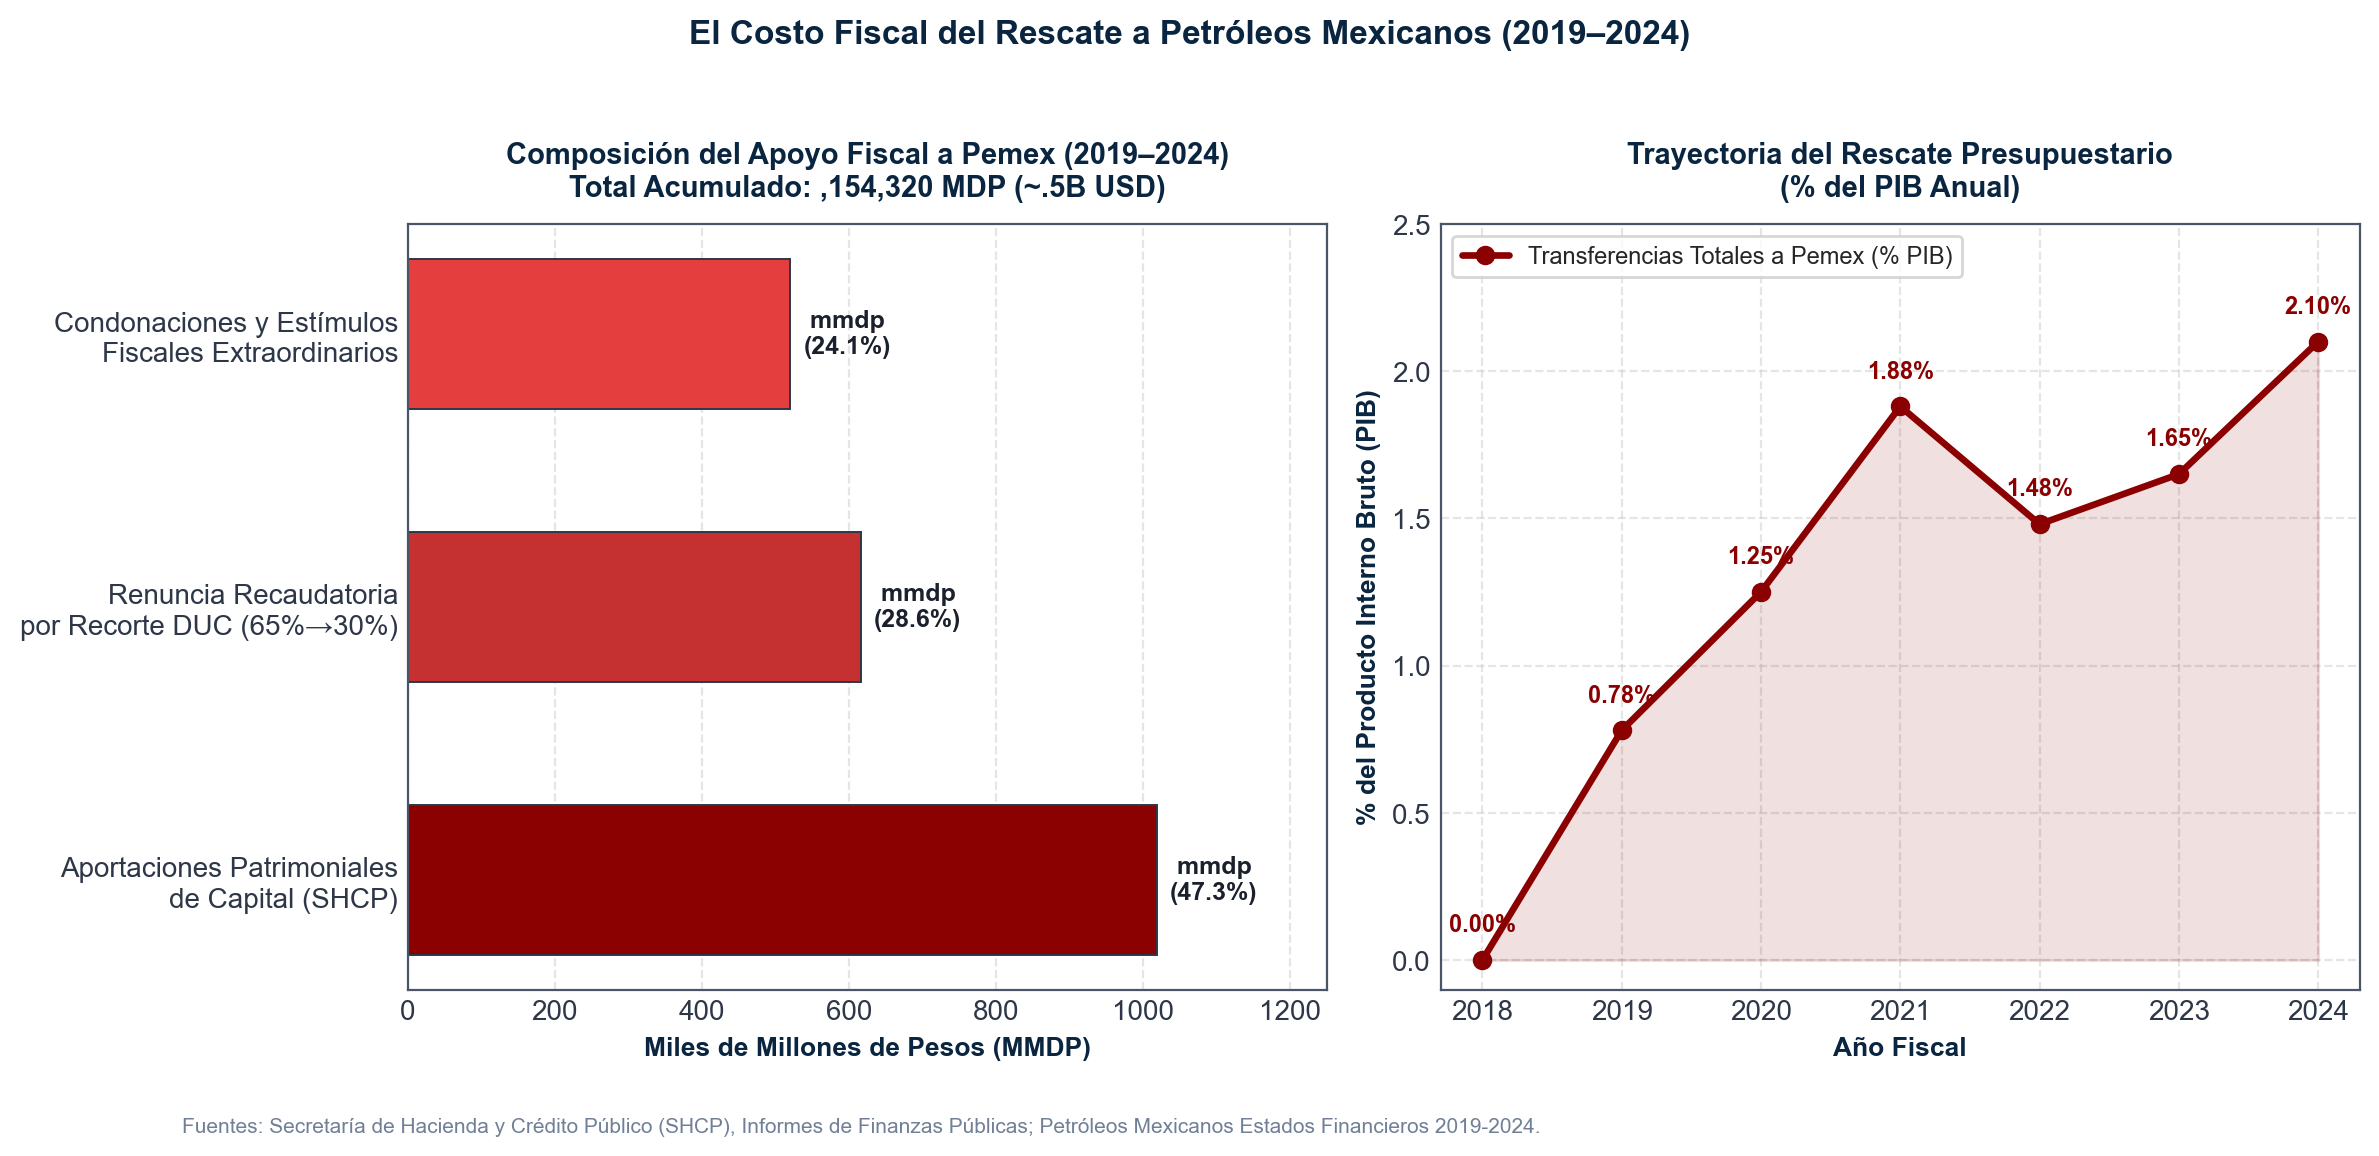 El Costo Fiscal del Rescate a Petróleos Mexicanos (2019–2024)
Composición del Apoyo Fiscal a Pemex (2019–2024)
Total Acumulado: ,154,320 MDP (~.5B USD)
Condonaciones y Estímulos
Fiscales Extraordinarios
mmdp
(24.1%)
Renuncia Recaudatoria
por Recorte DUC (65%→30%)
mmdp
(28.6%)
Aportaciones Patrimoniales
de Capital (SHCP)
mmdp
(47.3%)
0 200 400 600 800 1000 1200
Miles de Millones de Pesos (MMDP)
Trayectoria del Rescate Presupuestario
(% del PIB Anual)
Transferencias Totales a Pemex (% PIB)
% del Producto Interno Bruto (PIB)
2.5
2.0
1.5
1.0
0.5
0.0
0.00%
0.78%
1.25%
1.88%
1.48%
1.65%
2.10%
2018 2019 2020 2021 2022 2023 2024
Año Fiscal
Fuentes: Secretaría de Hacienda y Crédito Público (SHCP), Informes de Finanzas Públicas; Petróleos Mexicanos Estados Financieros 2019-2024.